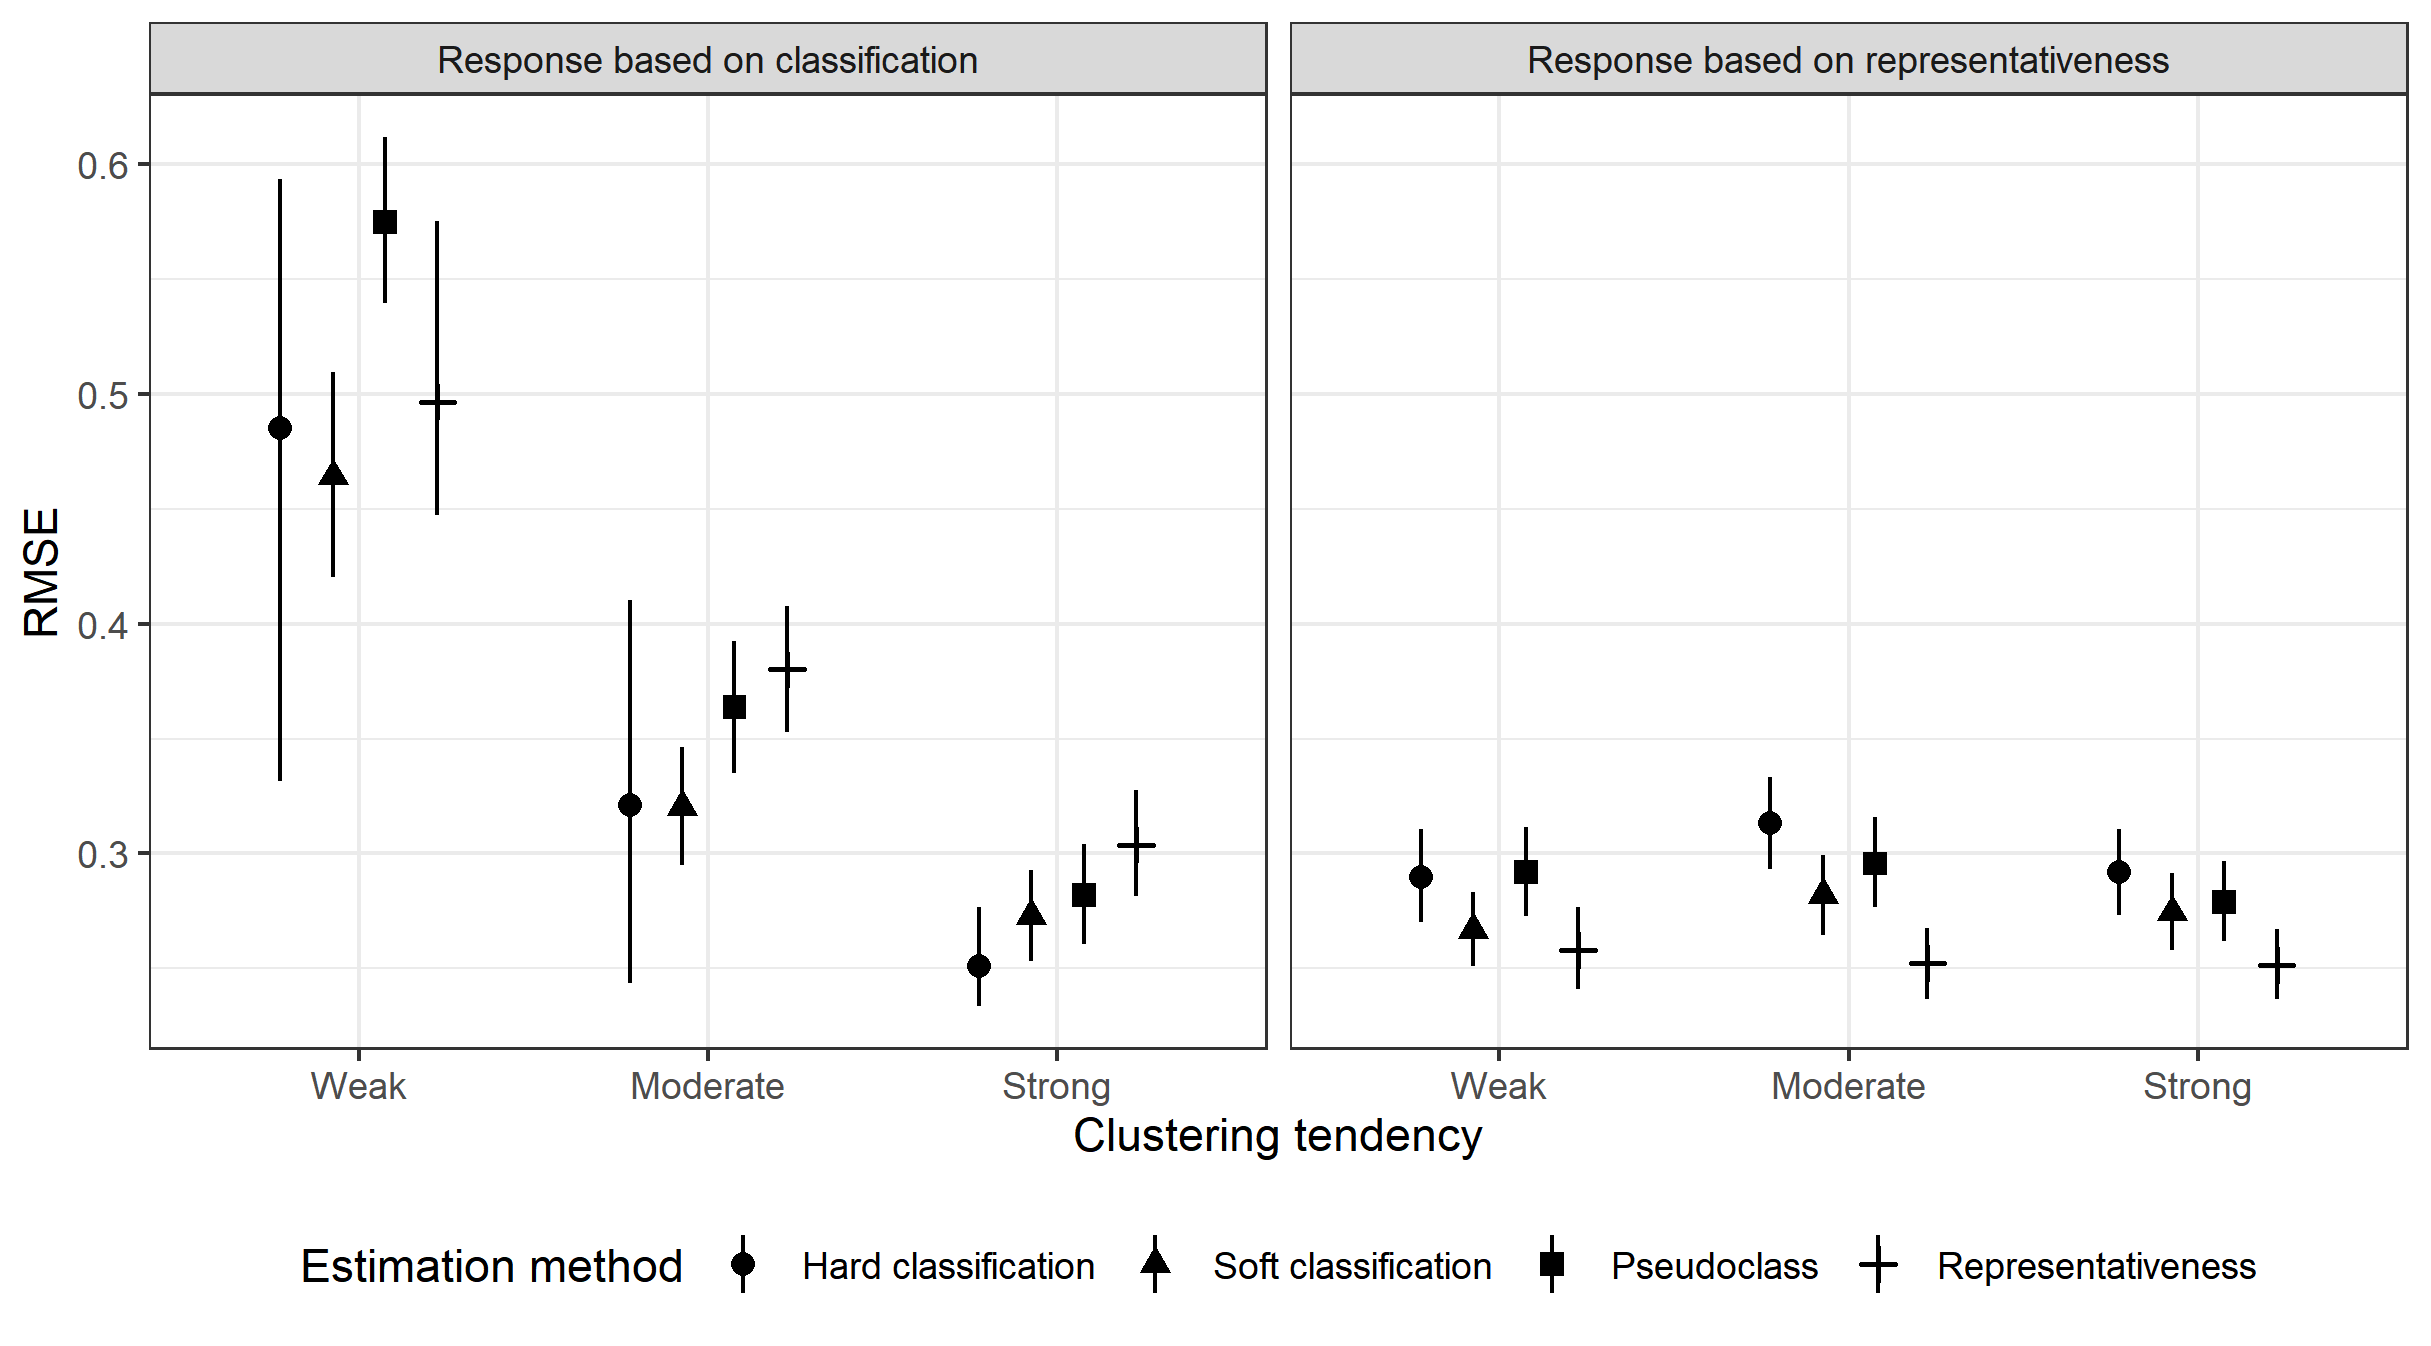 Response based on classification
Response based on representativeness
0.6
0.5
0.4
0.3
RMSE
Weak Moderate Strong Weak Moderate Strong
Clustering tendency
Estimation method Hard classification Soft classification Pseudoclass Representativeness